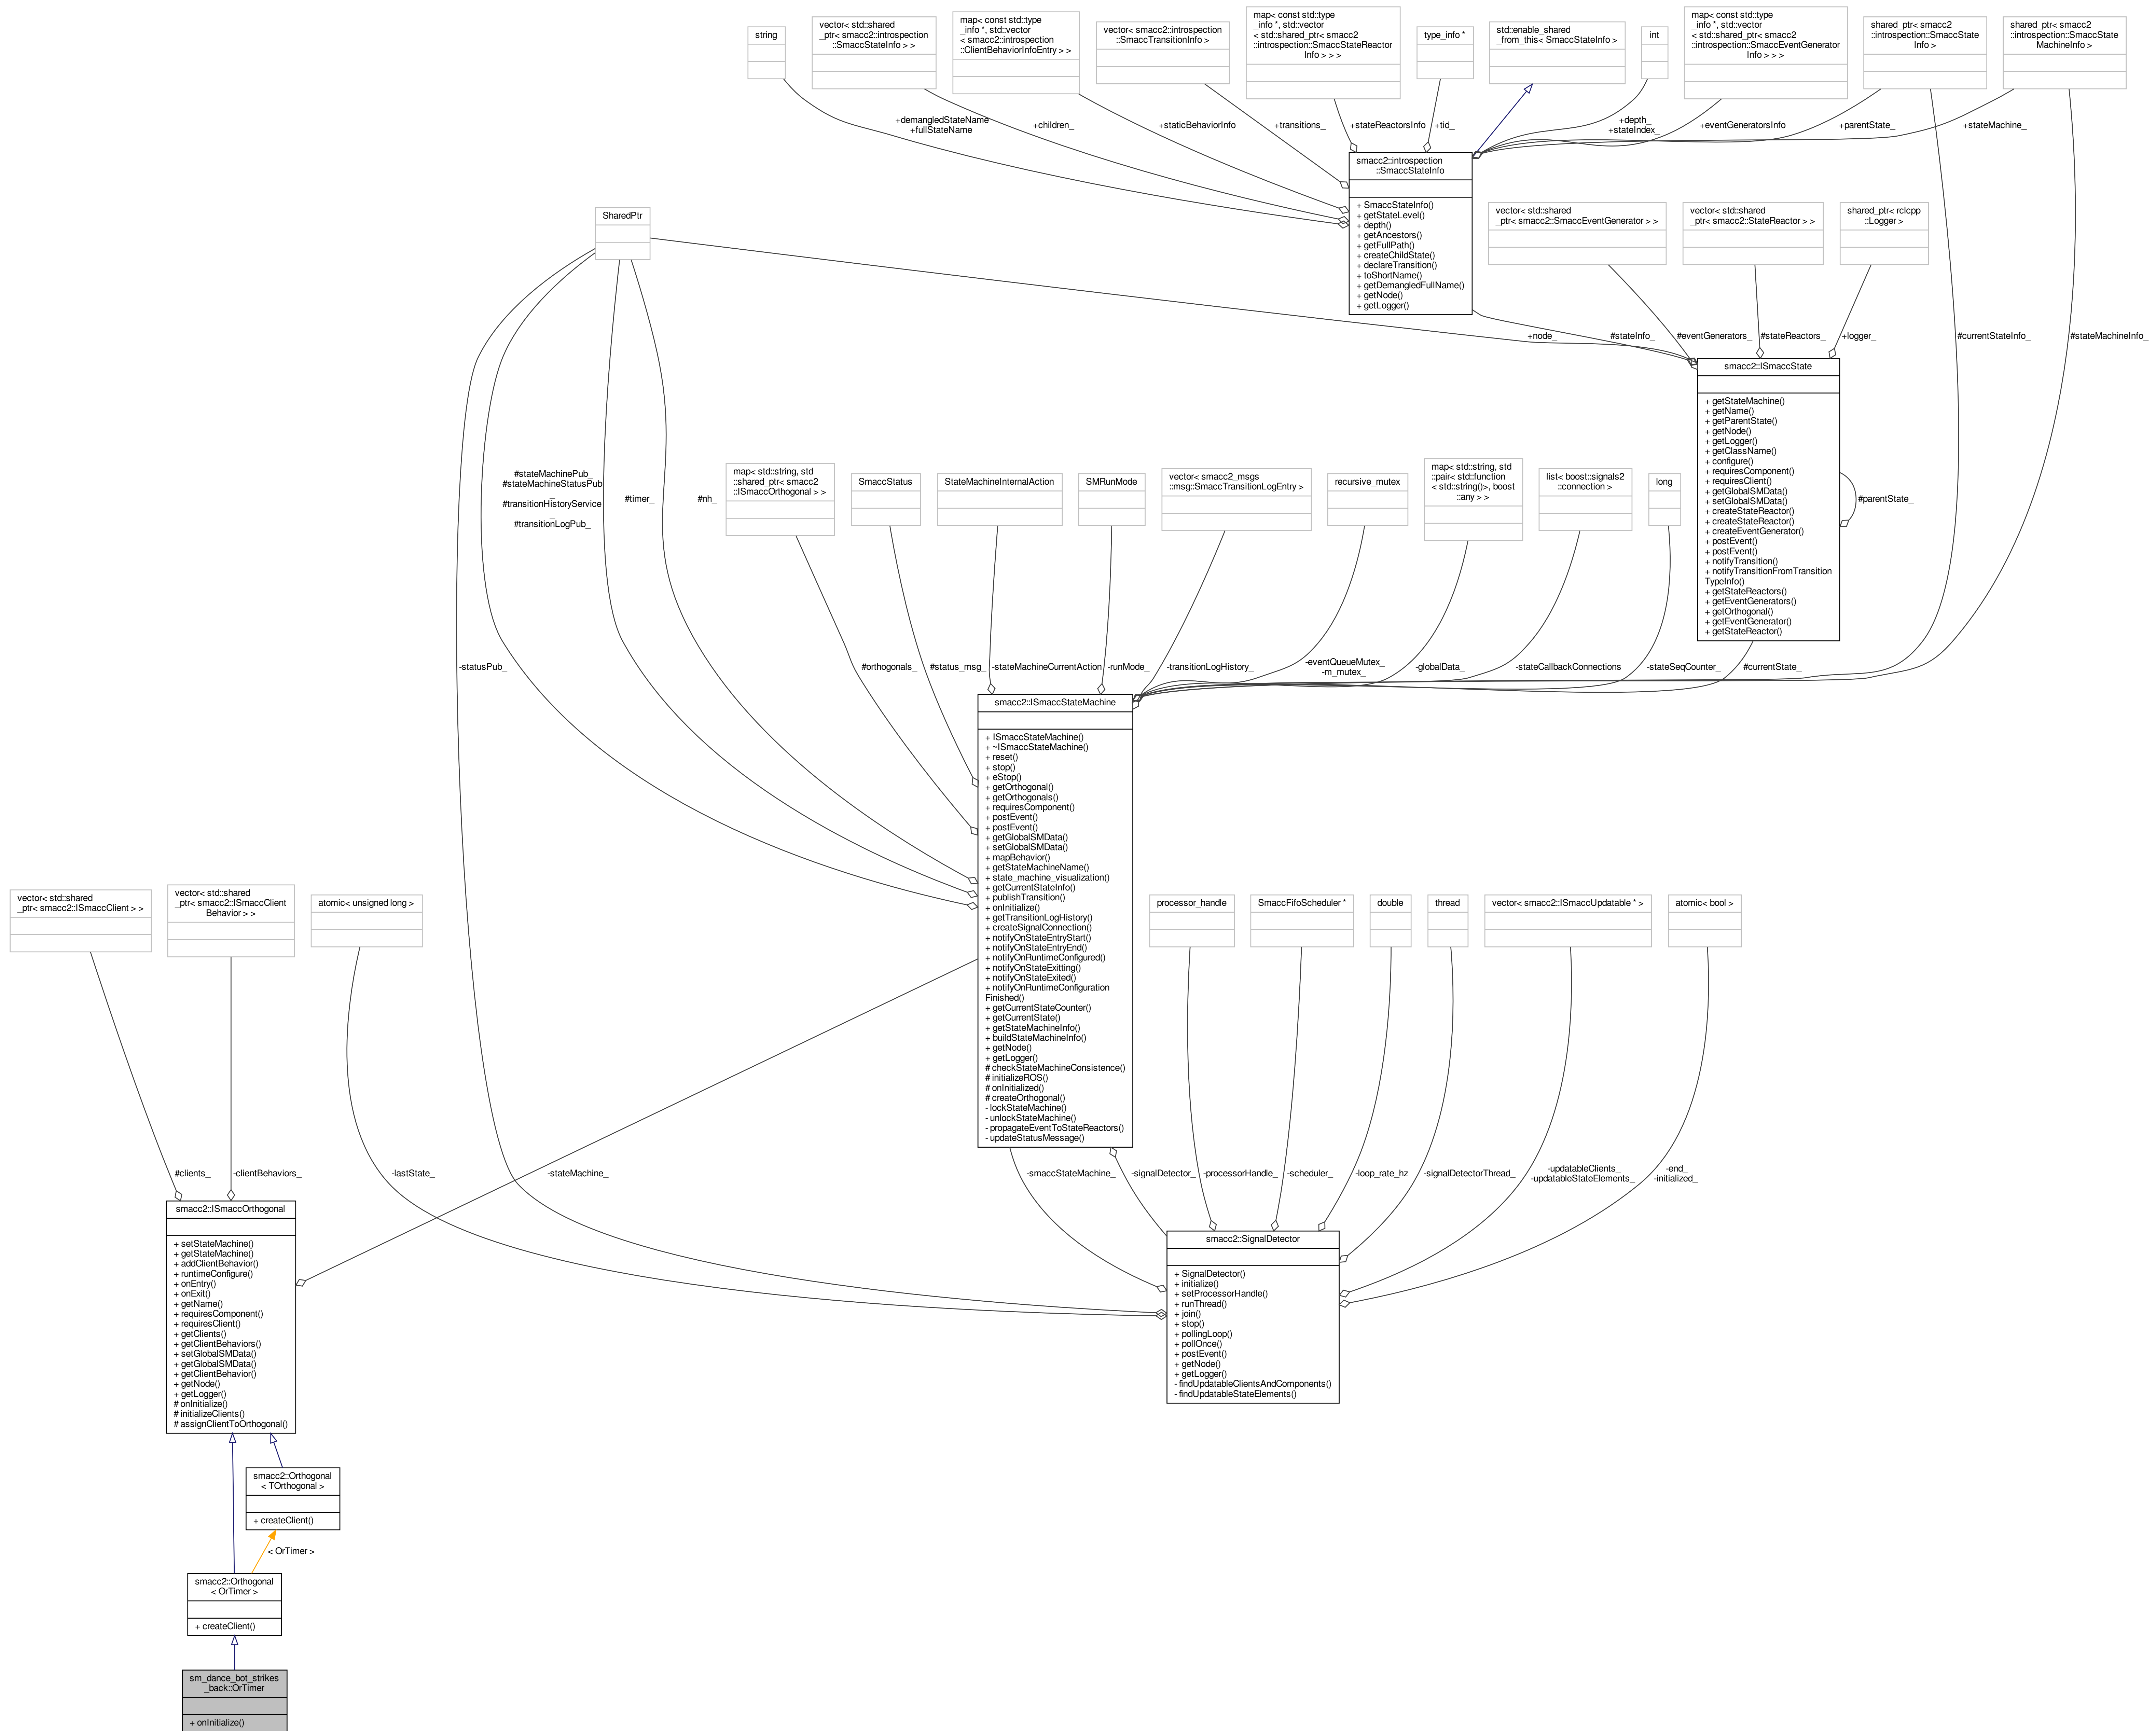 string
vector< std::shared
_ptr< smacc2::introspection
::SmaccStateInfo > >
map< const std::type
_info *, std::vector
< smacc2::introspection
::ClientBehaviorInfoEntry > >
vector< smacc2::introspection
::SmaccTransitionInfo >
map< const std::type
_info *, std::vector
< std::shared_ptr< smacc2
::introspection::SmaccStateReactor
Info > > >
type_info *
std::enable_shared
_from_this< SmaccStateInfo >
int
map< const std::type
_info *, std::vector
< std::shared_ptr< smacc2
::introspection::SmaccEventGenerator
Info > > >
shared_ptr< smacc2
::introspection::SmaccState
Info >
shared_ptr< smacc2
::introspection::SmaccState
MachineInfo >
+demangledStateName
+fullStateName
+children_
+staticBehaviorInfo
+transitions_
+stateReactorsInfo
+tid_
+depth_
+stateIndex_
+eventGeneratorsInfo
+parentState_
+stateMachine_
smacc2::introspection
::SmaccStateInfo
+ SmaccStateInfo()
+ getStateLevel()
+ depth()
+ getAncestors()
+ getFullPath()
+ createChildState()
+ declareTransition()
+ toShortName()
+ getDemangledFullName()
+ getNode()
+ getLogger()
SharedPtr
vector< std::shared
_ptr< smacc2::SmaccEventGenerator > >
vector< std::shared
_ptr< smacc2::StateReactor > >
shared_ptr< rclcpp
::Logger >
+node_
#stateInfo_
#eventGenerators_
#stateReactors_
+logger_
#currentStateInfo_
#stateMachineInfo_
smacc2::ISmaccState
+ getStateMachine()
+ getName()
+ getParentState()
+ getNode()
+ getLogger()
+ getClassName()
+ configure()
+ requiresComponent()
+ requiresClient()
+ getGlobalSMData()
+ setGlobalSMData()
+ createStateReactor()
+ createStateReactor()
+ createEventGenerator()
+ postEvent()
+ postEvent()
+ notifyTransition()
+ notifyTransitionFromTransition
TypeInfo()
+ getStateReactors()
+ getEventGenerators()
+ getOrthogonal()
+ getEventGenerator()
+ getStateReactor()
#parentState_
#stateMachinePub_
#stateMachineStatusPub
_
#transitionHistoryService
_
#transitionLogPub_
#timer_
#nh_
map< std::string, std
::shared_ptr< smacc2
::ISmaccOrthogonal > >
SmaccStatus
StateMachineInternalAction
SMRunMode
vector< smacc2_msgs
::msg::SmaccTransitionLogEntry >
recursive_mutex
map< std::string, std
::pair< std::function
< std::string()>, boost
::any > >
list< boost::signals2
::connection >
long
-statusPub_
#orthogonals_
#status_msg_
-stateMachineCurrentAction
-runMode_
-transitionLogHistory_
-eventQueueMutex_
-m_mutex_
-globalData_
-stateCallbackConnections
-stateSeqCounter_
#currentState_
smacc2::ISmaccStateMachine
+ ISmaccStateMachine()
+ ~ISmaccStateMachine()
+ reset()
+ stop()
+ eStop()
+ getOrthogonal()
+ getOrthogonals()
+ requiresComponent()
+ postEvent()
+ postEvent()
+ getGlobalSMData()
+ setGlobalSMData()
+ mapBehavior()
+ getStateMachineName()
+ state_machine_visualization()
+ getCurrentStateInfo()
+ publishTransition()
+ onInitialize()
+ getTransitionLogHistory()
+ createSignalConnection()
+ notifyOnStateEntryStart()
+ notifyOnStateEntryEnd()
+ notifyOnRuntimeConfigured()
+ notifyOnStateExitting()
+ notifyOnStateExited()
+ notifyOnRuntimeConfiguration
Finished()
+ getCurrentStateCounter()
+ getCurrentState()
+ getStateMachineInfo()
+ buildStateMachineInfo()
+ getNode()
+ getLogger()
# checkStateMachineConsistence()
# initializeROS()
# onInitialized()
# createOrthogonal()
- lockStateMachine()
- unlockStateMachine()
- propagateEventToStateReactors()
- updateStatusMessage()
vector< std::shared
_ptr< smacc2::ISmaccClient > >
vector< std::shared
_ptr< smacc2::ISmaccClient
Behavior > >
atomic< unsigned long >
processor_handle
SmaccFifoScheduler *
double
thread
vector< smacc2::ISmaccUpdatable * >
atomic< bool >
#clients_
-clientBehaviors_
-lastState_
-stateMachine_
-smaccStateMachine_
-signalDetector_
-processorHandle_
-scheduler_
-loop_rate_hz
-signalDetectorThread_
-updatableClients_
-updatableStateElements_
-end_
-initialized_
smacc2::ISmaccOrthogonal
+ setStateMachine()
+ getStateMachine()
+ addClientBehavior()
+ runtimeConfigure()
+ onEntry()
+ onExit()
+ getName()
+ requiresComponent()
+ requiresClient()
+ getClients()
+ getClientBehaviors()
+ setGlobalSMData()
+ getGlobalSMData()
+ getClientBehavior()
+ getNode()
+ getLogger()
# onInitialize()
# initializeClients()
# assignClientToOrthogonal()
smacc2::SignalDetector
+ SignalDetector()
+ initialize()
+ setProcessorHandle()
+ runThread()
+ join()
+ stop()
+ pollingLoop()
+ pollOnce()
+ postEvent()
+ getNode()
+ getLogger()
- findUpdatableClientsAndComponents()
- findUpdatableStateElements()
smacc2::Orthogonal
< TOrthogonal >
+ createClient()
< OrTimer >
smacc2::Orthogonal
< OrTimer >
+ createClient()
sm_dance_bot_strikes
_back::OrTimer
+ onInitialize()